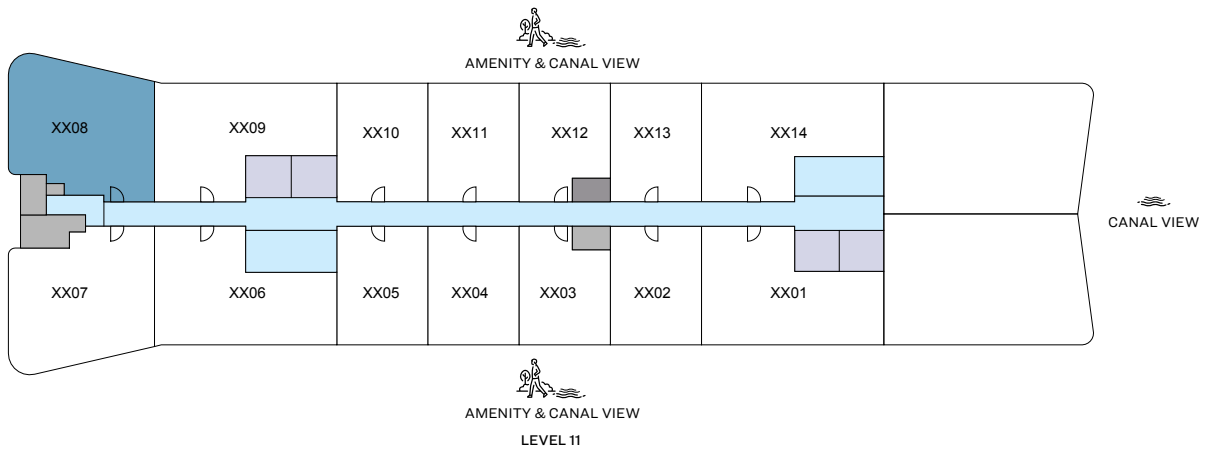 AMENITY & CANAL VIEW
XX08
XX09
XX10
XX11
XX12
XX13
XX14
CANAL VIEW
XX07
XX06
XX05
XX04
XX03
XX02
XX01
AMENITY & CANAL VIEW
LEVEL 11